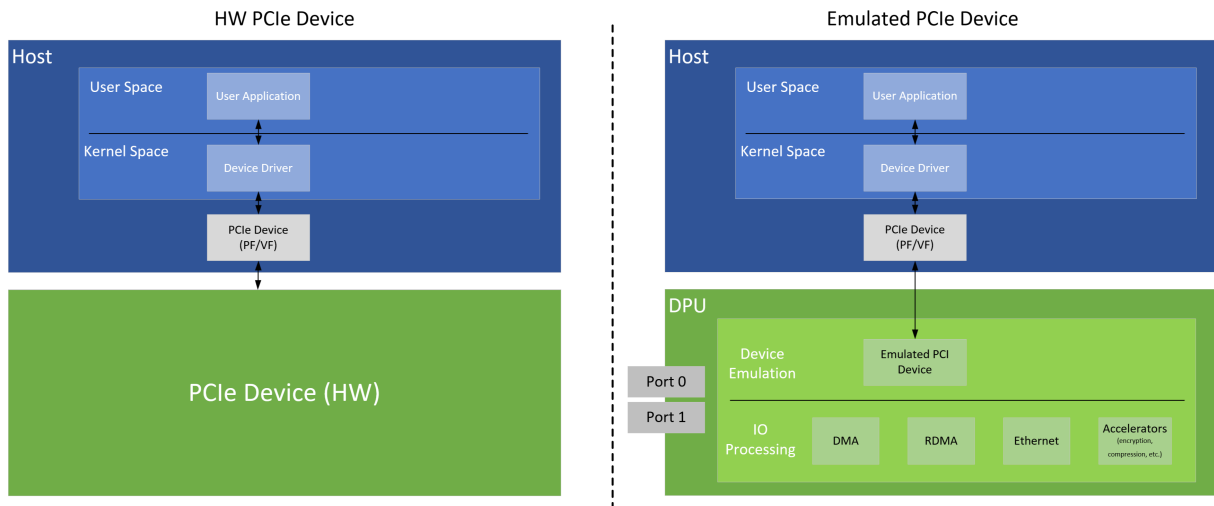 HW PCIe Device
Host
User Space
User Application
Kernel Space
Device Driver
PCIe Device
(PF/VF)
PCIe Device (HW)
Emulated PCIe Device
Host
User Space
User Application
Kernel Space
Device Driver
PCIe Device
(PF/VF)
DPU
Device
Emulation
Emulated PCI
Device
Port 0
Port 1
IO
Processing
DMA
RDMA
Ethernet
Accelerators
(encryption,
compression, etc.)